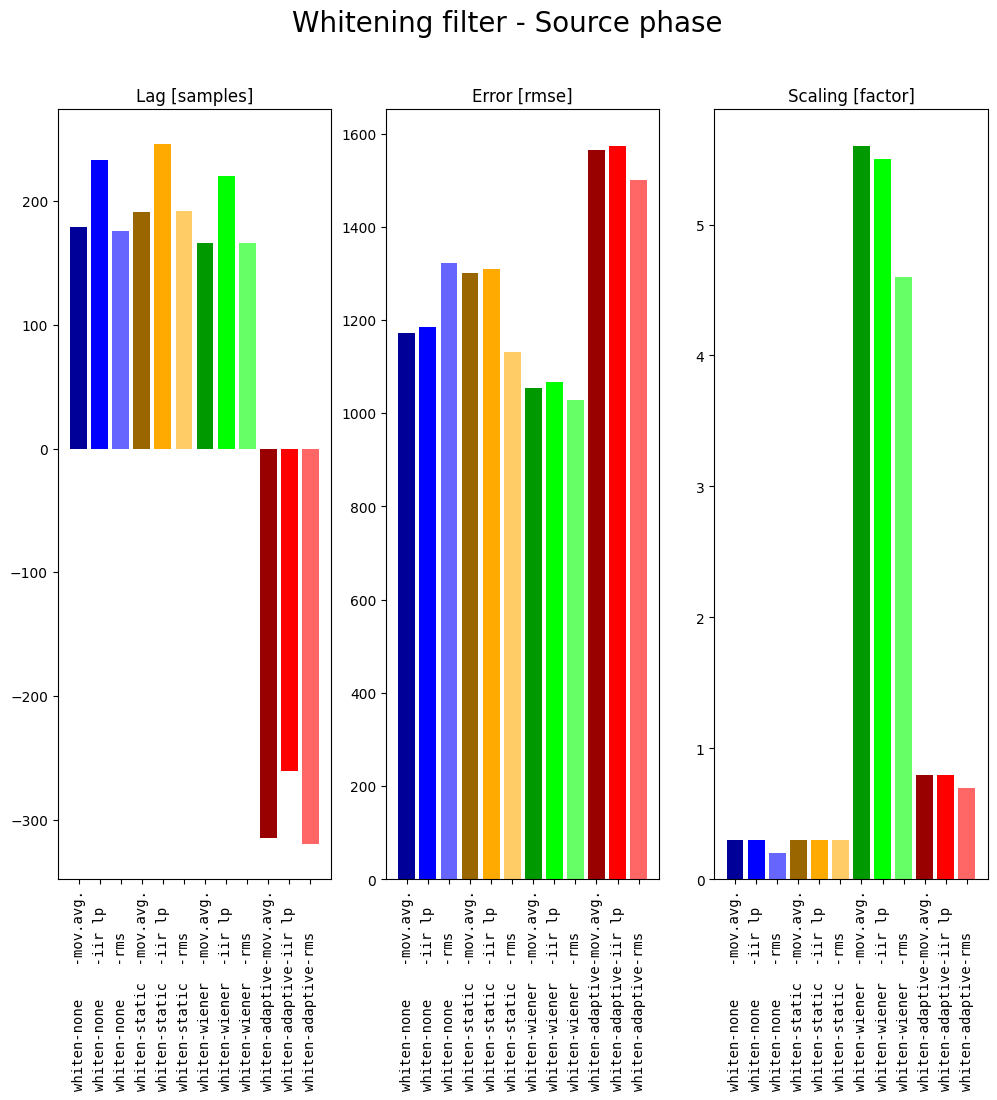 Whitening filter - Source phase
Lag [samples]
200
100
0
−100
−200
−300
whiten-none    -mov.avg.
whiten-none    -iir lp
whiten-none    -rms
whiten-static  -mov.avg.
whiten-static  -iir lp
whiten-static  -rms
whiten-wiener  -mov.avg.
whiten-wiener  -iir lp
whiten-wiener  -rms
whiten-adaptive-mov.avg.
whiten-adaptive-iir lp
whiten-adaptive-rms
Error [rmse]
1600
1400
1200
1000
800
600
400
200
0
whiten-none    -mov.avg.
whiten-none    -iir lp
whiten-none    -rms
whiten-static  -mov.avg.
whiten-static  -iir lp
whiten-static  -rms
whiten-wiener  -mov.avg.
whiten-wiener  -iir lp
whiten-wiener  -rms
whiten-adaptive-mov.avg.
whiten-adaptive-iir lp
whiten-adaptive-rms
Scaling [factor]
5
4
3
2
1
0
whiten-none    -mov.avg.
whiten-none    -iir lp
whiten-none    -rms
whiten-static  -mov.avg.
whiten-static  -iir lp
whiten-static  -rms
whiten-wiener  -mov.avg.
whiten-wiener  -iir lp
whiten-wiener  -rms
whiten-adaptive-mov.avg.
whiten-adaptive-iir lp
whiten-adaptive-rms